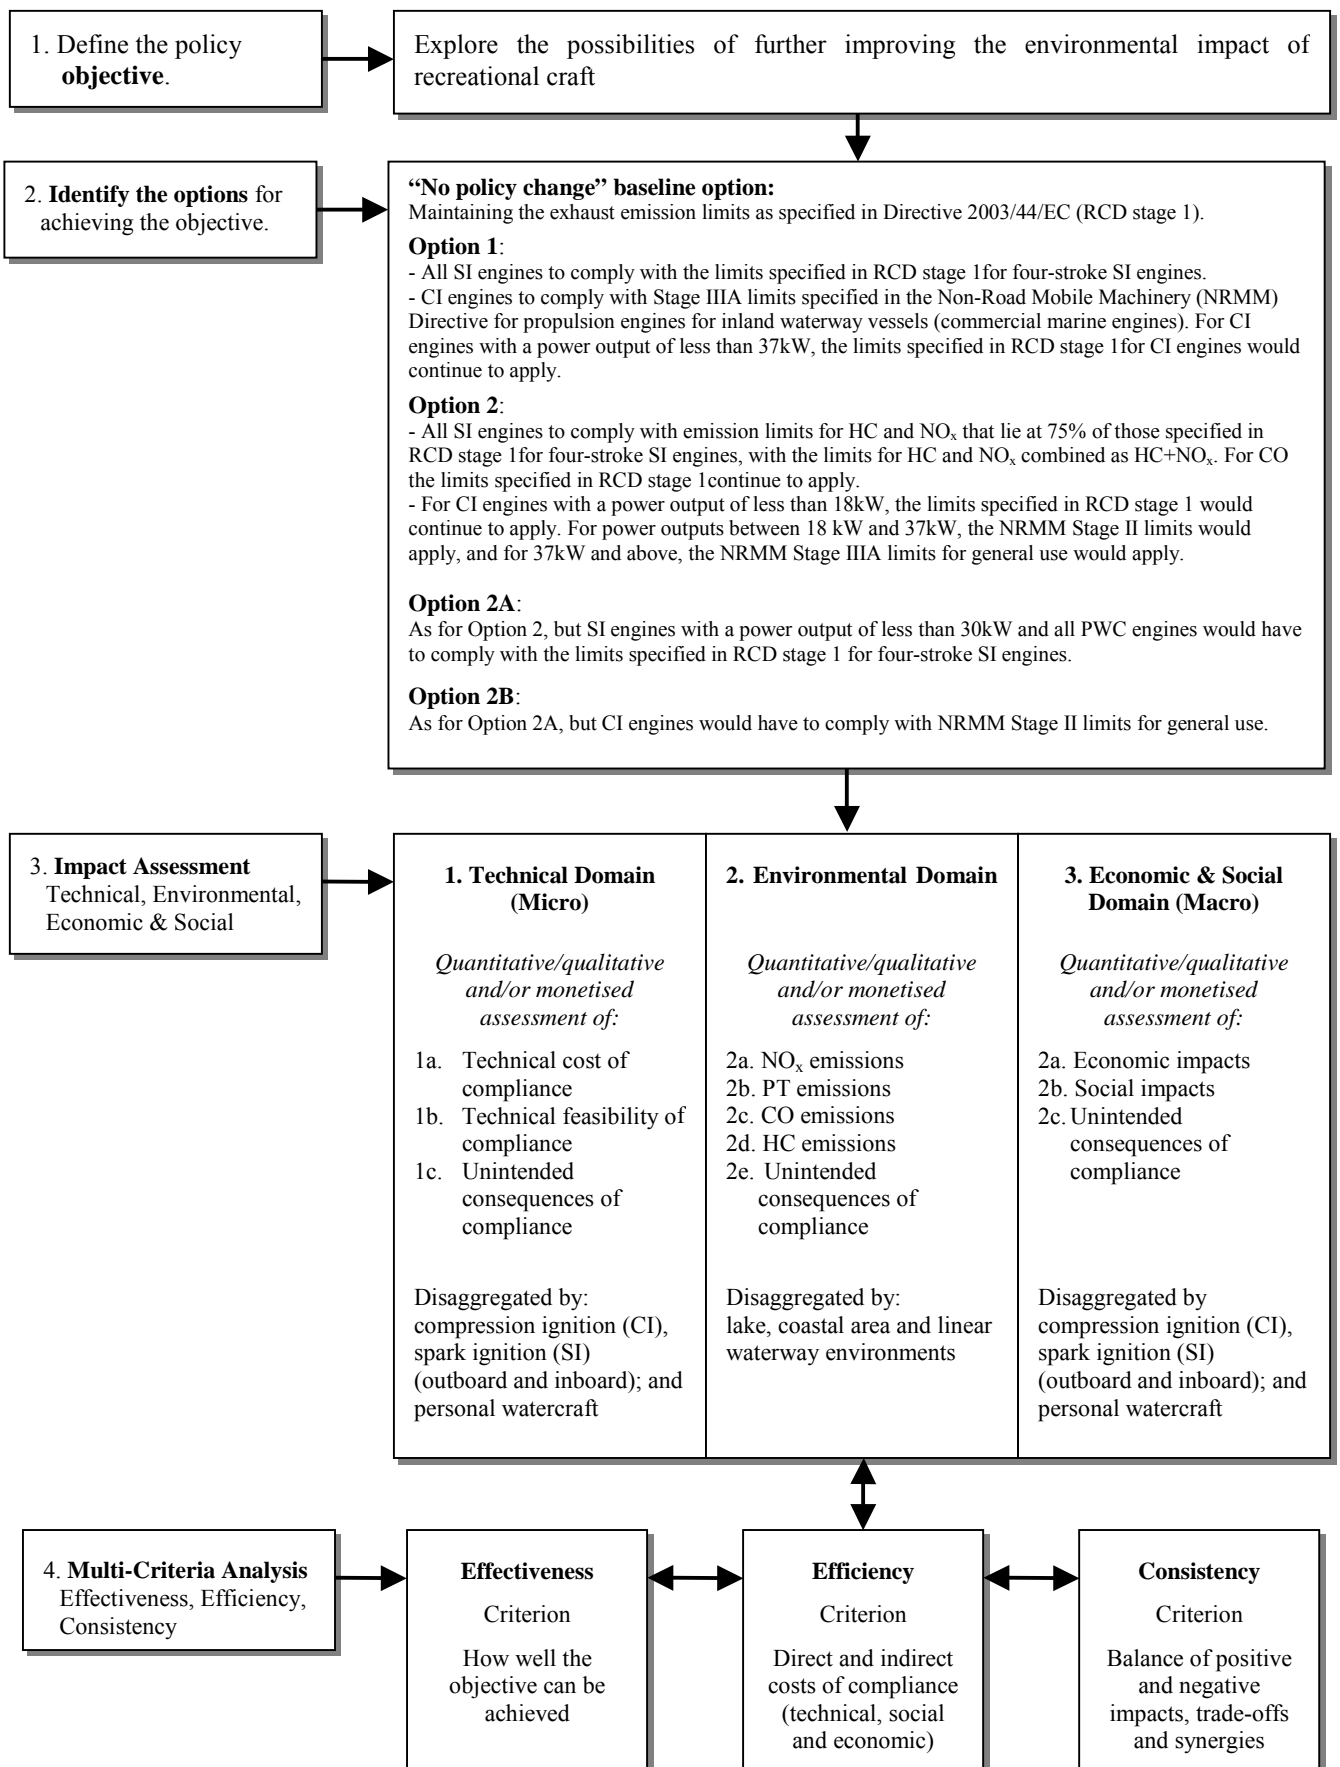 1. Define the policy
objective.
Explore the possibilities of further improving the environmental impact of
recreational craft
2. Identify the options for
achieving the objective.
“No policy change” baseline option:
Maintaining the exhaust emission limits as specified in Directive 2003/44/EC (RCD stage 1).
Option 1:
- All SI engines to comply with the limits specified in RCD stage 1for four-stroke SI engines.
- CI engines to comply with Stage IIIA limits specified in the Non-Road Mobile Machinery (NRMM)
Directive for propulsion engines for inland waterway vessels (commercial marine engines). For CI
engines with a power output of less than 37kW, the limits specified in RCD stage 1for CI engines would
continue to apply.
Option 2:
- All SI engines to comply with emission limits for HC and NOx that lie at 75% of those specified in
RCD stage 1for four-stroke SI engines, with the limits for HC and NOx combined as HC+NOx. For CO
the limits specified in RCD stage 1continue to apply.
- For CI engines with a power output of less than 18kW, the limits specified in RCD stage 1 would
continue to apply. For power outputs between 18 kW and 37kW, the NRMM Stage II limits would
apply, and for 37kW and above, the NRMM Stage IIIA limits for general use would apply.
Option 2A:
As for Option 2, but SI engines with a power output of less than 30kW and all PWC engines would have
to comply with the limits specified in RCD stage 1 for four-stroke SI engines.
Option 2B:
As for Option 2A, but CI engines would have to comply with NRMM Stage II limits for general use.
3. Impact Assessment
Technical, Environmental,
Economic & Social
1. Technical Domain
(Micro)
Quantitative/qualitative
and/or monetised
assessment of:
1a. Technical cost of
compliance
1b. Technical feasibility of
compliance
1c. Unintended
consequences of
compliance
Disaggregated by:
compression ignition (CI),
spark ignition (SI)
(outboard and inboard); and
personal watercraft
2. Environmental Domain
Quantitative/qualitative
and/or monetised
assessment of:
2a. NOx emissions
2b. PT emissions
2c. CO emissions
2d. HC emissions
2e. Unintended
consequences of
compliance
Disaggregated by:
lake, coastal area and linear
waterway environments
3. Economic & Social
Domain (Macro)
Quantitative/qualitative
and/or monetised
assessment of:
2a. Economic impacts
2b. Social impacts
2c. Unintended
consequences of
compliance
Disaggregated by
compression ignition (CI),
spark ignition (SI)
(outboard and inboard); and
personal watercraft
4. Multi-Criteria Analysis
Effectiveness, Efficiency,
Consistency
Effectiveness
Criterion
How well the
objective can be
achieved
Efficiency
Criterion
Direct and indirect
costs of compliance
(technical, social
and economic)
Consistency
Criterion
Balance of positive
and negative
impacts, trade-offs
and synergies